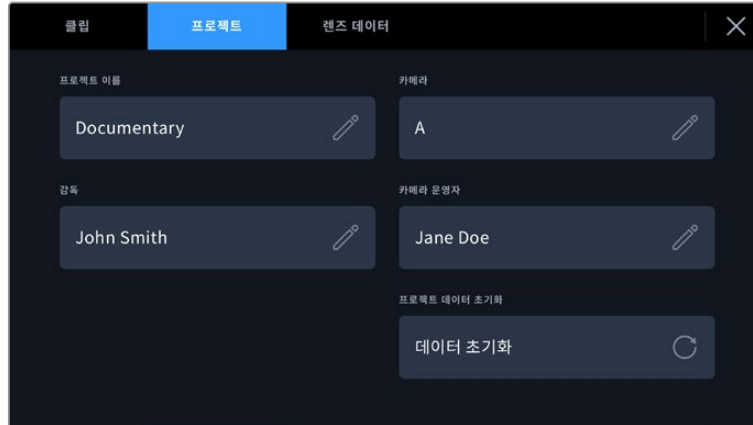 클립
프로젝트
렌즈 데이터
프로젝트 이름
카메라
Documentary
A
감독
카메라 운영자
John Smith
Jane Doe
프로젝트 데이터 초기화
데이터 초기화